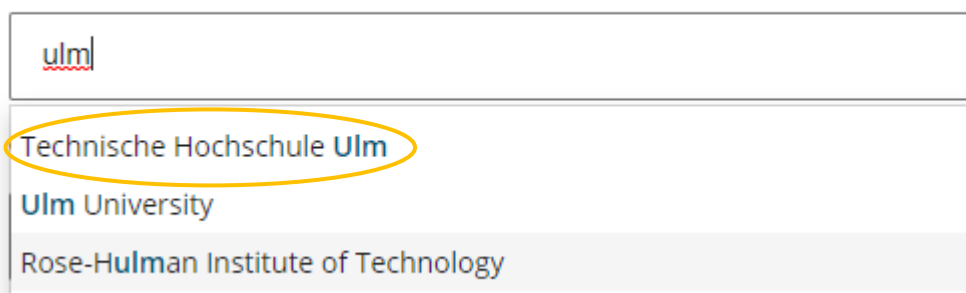 ulm
Technische Hochschule Ulm
Ulm University
Rose-Hulman Institute of Technology